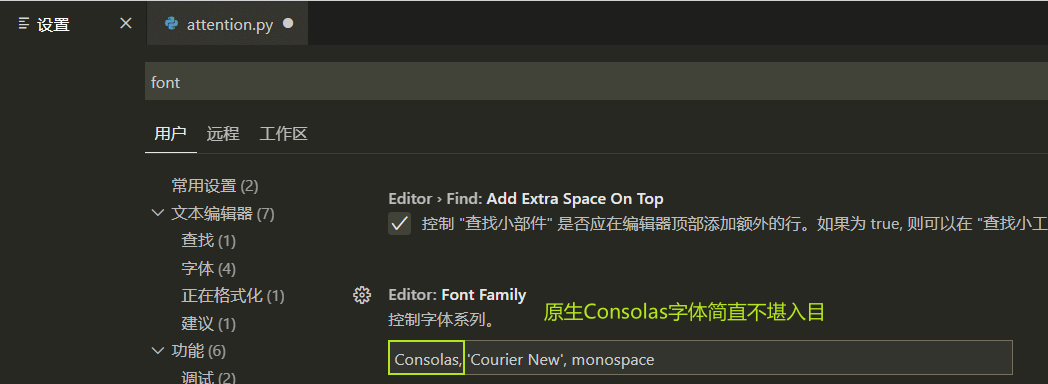 设置
attention.py
font
用户 远程 工作区
常用设置 (2)
文本编辑器 (7)
查找 (1)
字体 (4)
正在格式化 (1)
建议 (1)
功能 (6)
调试 (2)
Editor › Find: Add Extra Space On Top
控制 "查找小部件" 是否应在编辑器顶部添加额外的行。如果为 true, 则可以在 "查找小工
Editor: Font Family
控制字体系列。
原生Consolas字体简直不堪入目
Consolas, 'Courier New', monospace